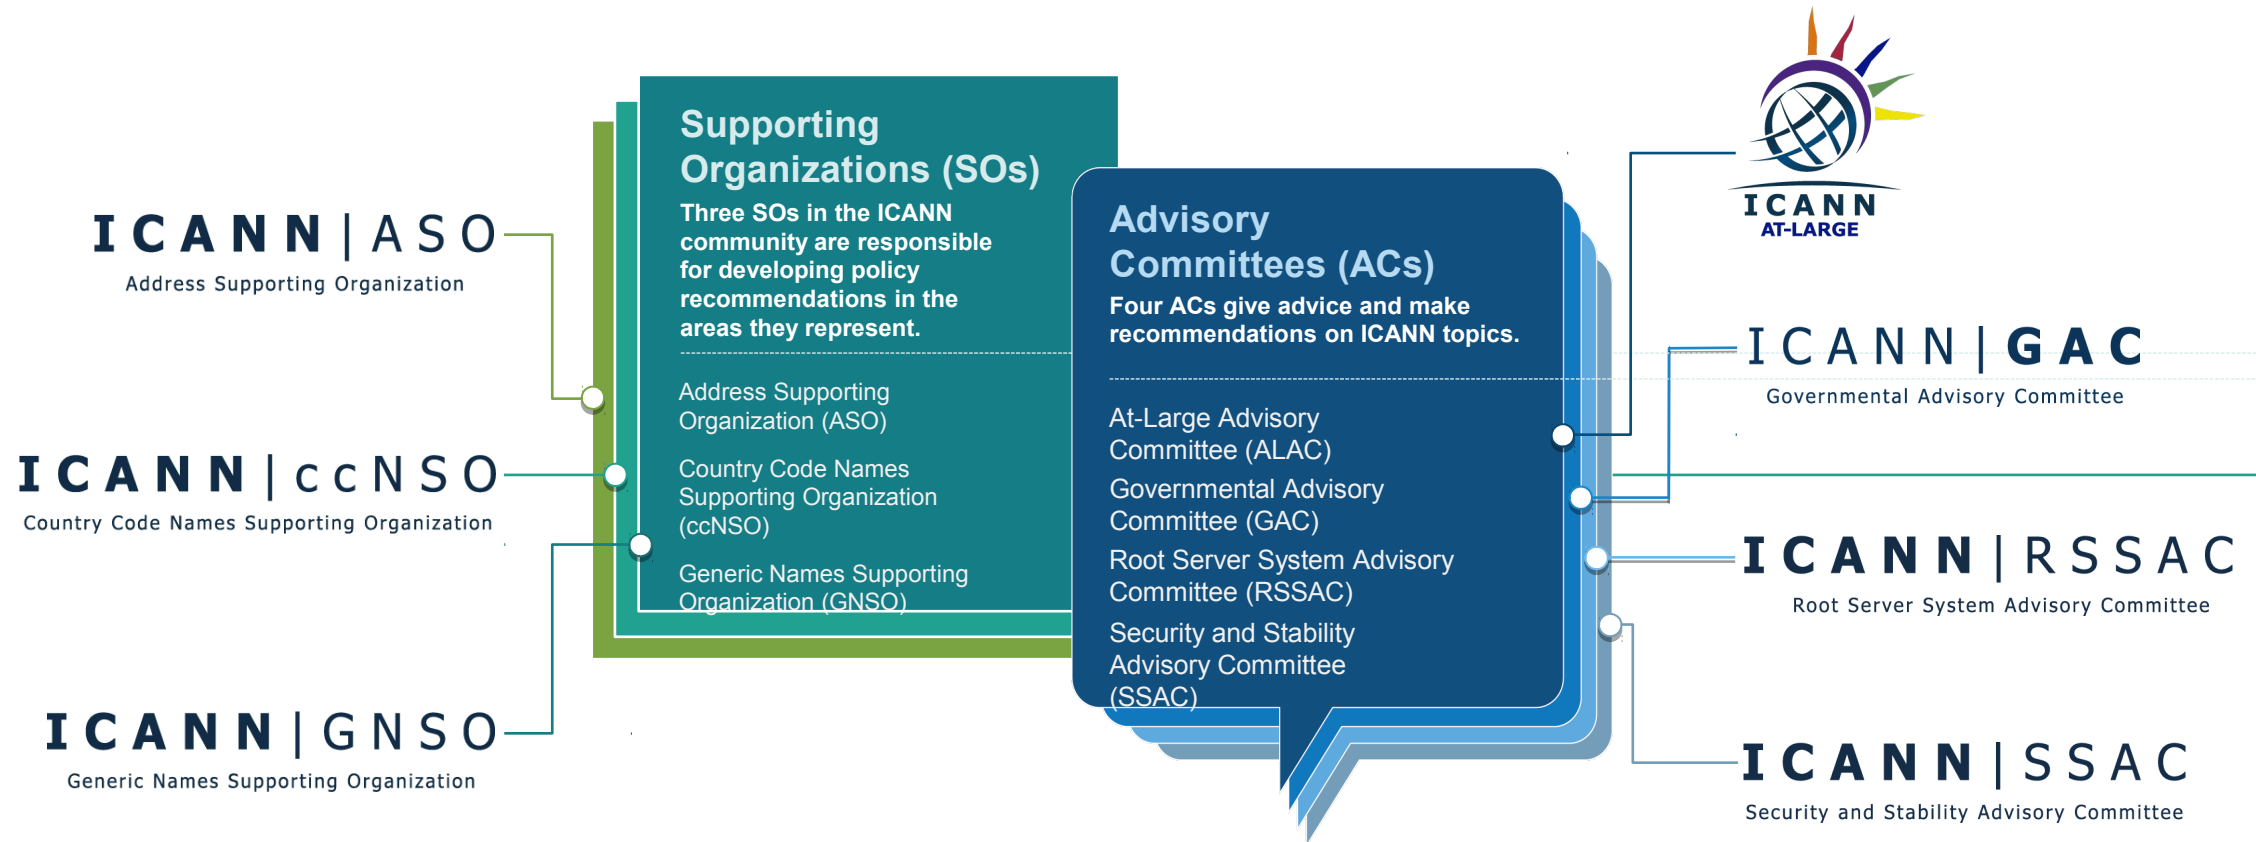 ICANN|ASO
Address Supporting Organization
ICANN|ccNSO
Country Code Names Supporting Organization
ICANN|GNSO
Generic Names Supporting Organization
Supporting
Organizations (SOs)
Three SOs in the ICANN
community are responsible
for developing policy
recommendations in the
areas they represent.
Address Supporting
Organization (ASO)
Country Code Names
Supporting Organization
(ccNSO)
Generic Names Supporting
Organization (GNSO)
Advisory
Committees (ACs)
Four ACs give advice and make
recommendations on ICANN topics.
At-Large Advisory
Committee (ALAC)
Governmental Advisory
Committee (GAC)
Root Server System Advisory
Committee (RSSAC)
Security and Stability
Advisory Committee
(SSAC)
ICANN
AT-LARGE
ICANN|GAC
Governmental Advisory Committee
ICANN|RSSAC
Root Server System Advisory Committee
ICANN|SSAC
Security and Stability Advisory Committee